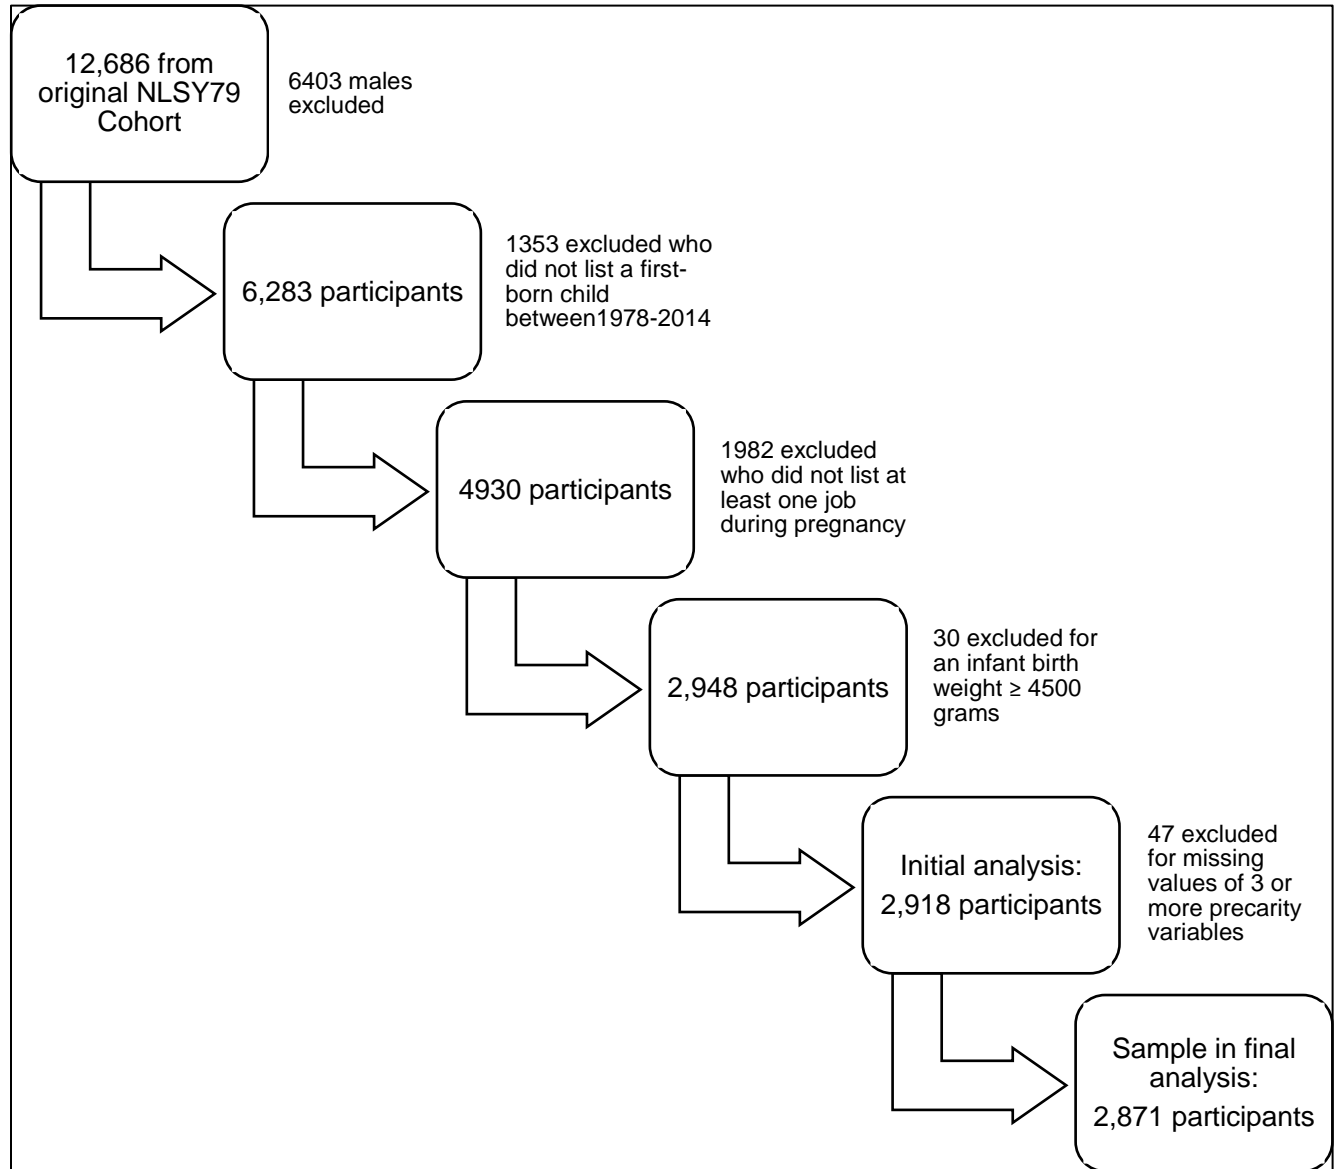 12,686 from
original NLSY79
Cohort
6403 males
excluded
6,283 participants
1353 excluded who
did not list a first-
born child
between1978-2014
4930 participants
1982 excluded
who did not list at
least one job
during pregnancy
2,948 participants
30 excluded for
an infant birth
weight ≥ 4500
grams
Initial analysis:
2,918 participants
47 excluded
for missing
values of 3 or
more precarity
variables
Sample in final
analysis:
2,871 participants